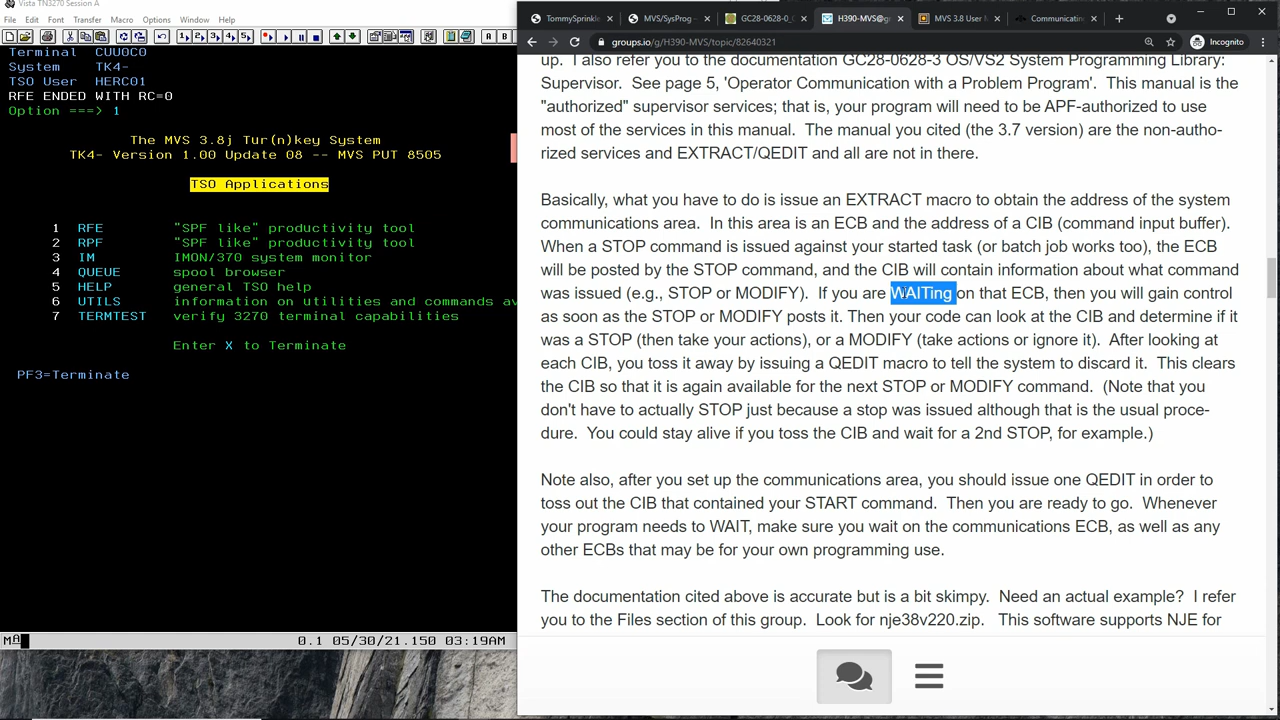 Vista TN3270 Session A
File Edit Font Transfer Macro Options Window Help
Terminal CUU0C0
System TK4-
TSO User HERC01
RFE ENDED WITH RC=0
Option ===> 1
The MVS 3.8j Tur(n)key System
TK4- Version 1.00 Update 08 -- MVS PUT 8505
TSO Applications
1 RFE "SPF like" productivity tool
2 RPF "SPF like" productivity tool
3 IM IMON/370 system monitor
4 QUEUE spool browser
5 HELP general TSO help
6 UTILS information on utilities and commands av
7 TERMTEST verify 3270 terminal capabilities
Enter X to Terminate
PF3=Terminate
MA 0.1 05/30/21.150 03:19AM
TommySprinkle
MVS/SysProg
GC28-0628-0_O
H390-MVS@gr
MVS 3.8 User M
Communicatin
groups.io/g/H390-MVS/topic/82640321
Incognito
up. I also refer you to the documentation GC28-0628-3 OS/VS2 System Programming Library:
Supervisor. See page 5, 'Operator Communication with a Problem Program'. This manual is the
"authorized" supervisor services; that is, your program will need to be APF-authorized to use
most of the services in this manual. The manual you cited (the 3.7 version) are the non-autho-
rized services and EXTRACT/QEDIT and all are not in there.
Basically, what you have to do is issue an EXTRACT macro to obtain the address of the system
communications area. In this area is an ECB and the address of a CIB (command input buffer).
When a STOP command is issued against your started task (or batch job works too), the ECB
will be posted by the STOP command, and the CIB will contain information about what command
was issued (e.g., STOP or MODIFY). If you are WAITing on that ECB, then you will gain control
as soon as the STOP or MODIFY posts it. Then your code can look at the CIB and determine if it
was a STOP (then take your actions), or a MODIFY (take actions or ignore it). After looking at
each CIB, you toss it away by issuing a QEDIT macro to tell the system to discard it. This clears
the CIB so that it is again available for the next STOP or MODIFY command. (Note that you
don't have to actually STOP just because a stop was issued although that is the usual proce-
dure. You could stay alive if you toss the CIB and wait for a 2nd STOP, for example.)
Note also, after you set up the communications area, you should issue one QEDIT in order to
toss out the CIB that contained your START command. Then you are ready to go. Whenever
your program needs to WAIT, make sure you wait on the communications ECB, as well as any
other ECBs that may be for your own programming use.
The documentation cited above is accurate but is a bit skimpy. Need an actual example? I refer
you to the Files section of this group. Look for nje38v220.zip. This software supports NJE for